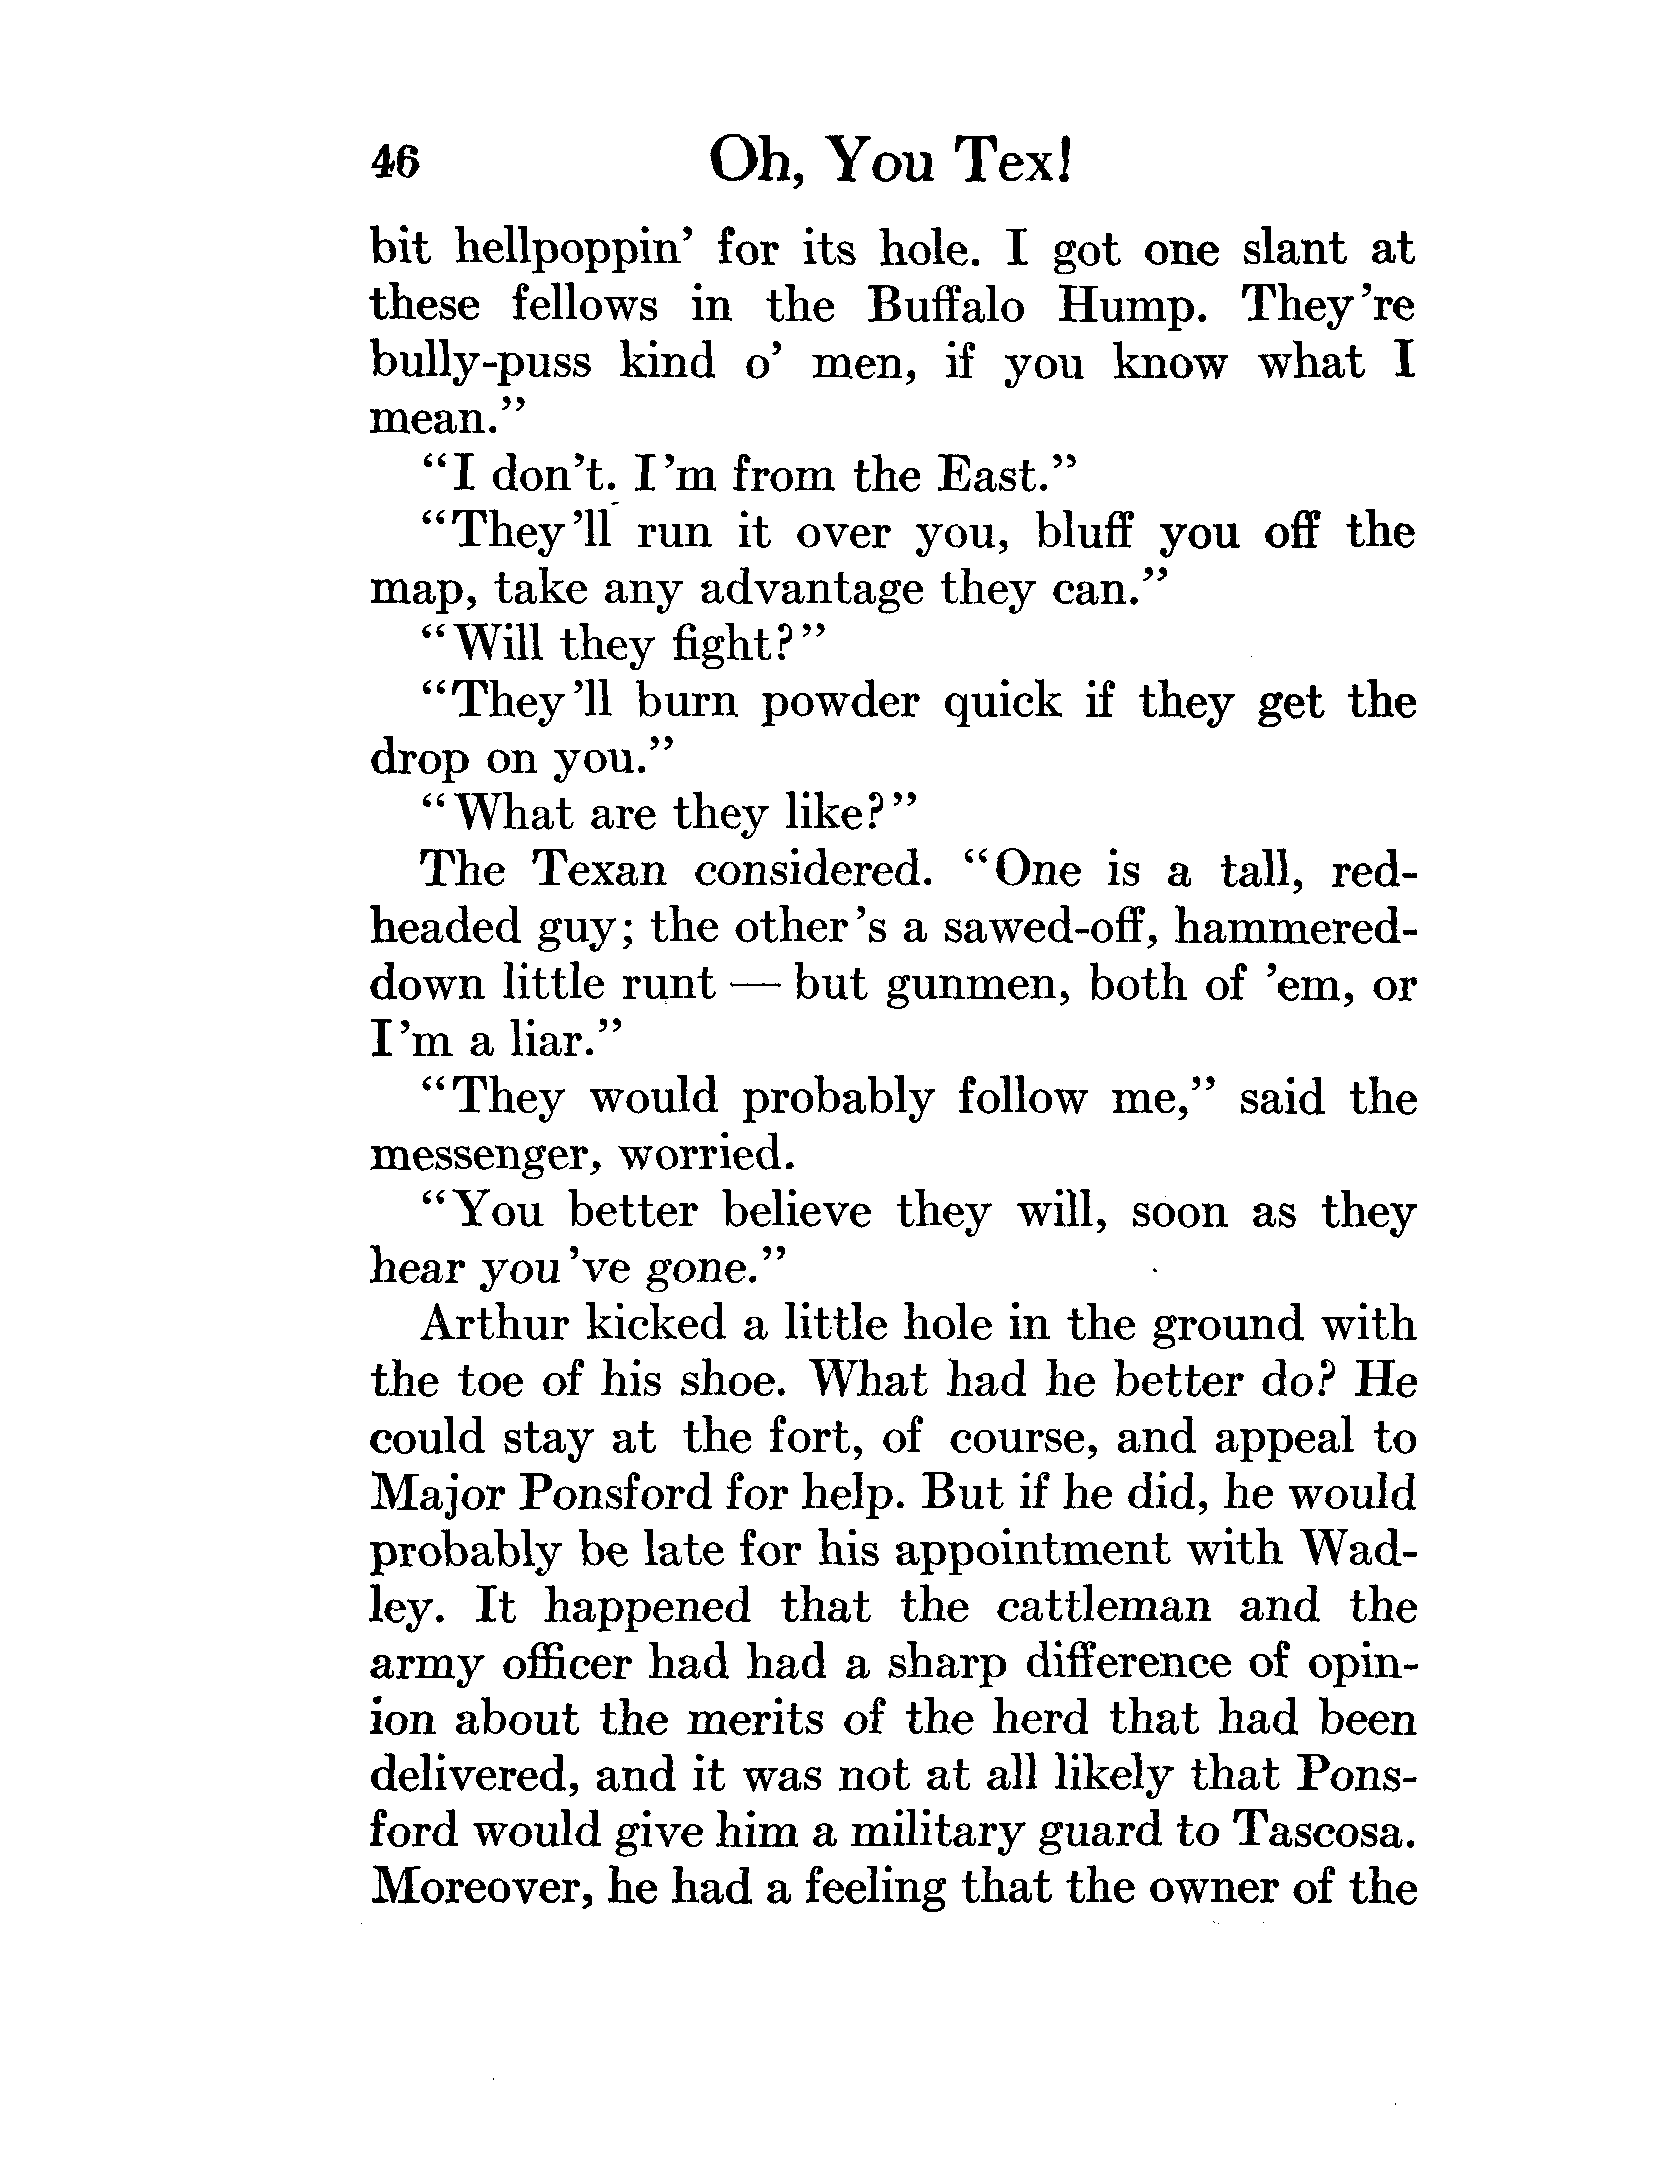 46 Oh, You Tex!
bit hellpoppin’ for its hole. I got one slant at
these fellows in the Buffalo Hump. They’re
bully-puss kind o’ men, if you know what I
mean.”
“I don’t. I’m from the East.”
“They’ll run it over you, bluff you off the
map, take any advantage they can.”
“Will they fight?”
“They’ll burn powder quick if they get the
drop on you.”
“What are they like?”
The Texan considered. “One is a tall, red-
headed guy; the other’s a sawed-off, hammered-
down little runt — but gunmen, both of ’em, or
I’m a liar.”
“They would probably follow me,” said the
messenger, worried.
“You better believe they will, soon as they
hear you’ve gone.”
Arthur kicked a little hole in the ground with
the toe of his shoe. What had he better do? He
could stay at the fort, of course, and appeal to
Major Ponsford for help. But if he did, he would
probably be late for his appointment with Wad-
ley. It happened that the cattleman and the
army officer had had a sharp difference of opin-
ion about the merits of the herd that had been
delivered, and it was not at all likely that Pons-
ford would give him a military guard to Tascosa.
Moreover, he had a feeling that the owner of the